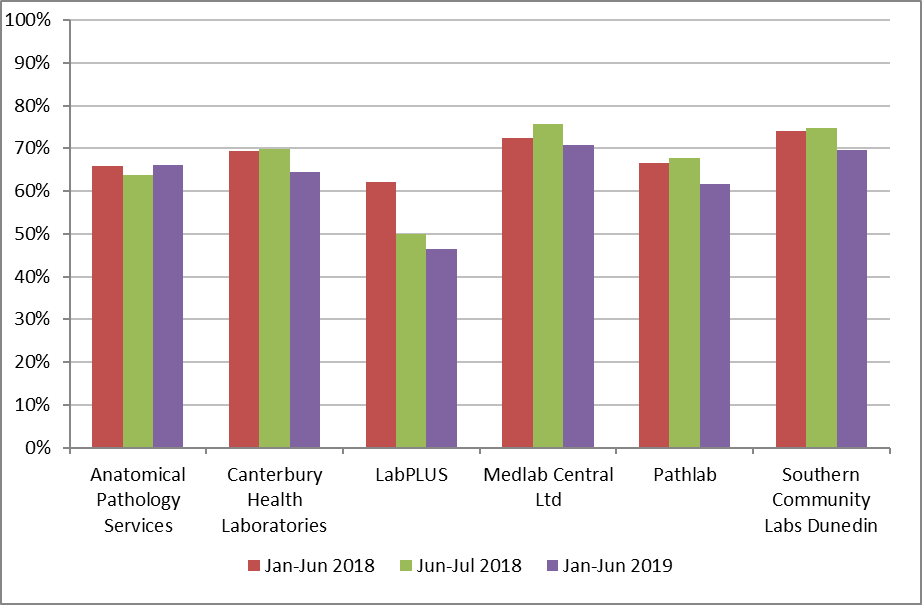 100%
90%
80%
70%
60%
50%
40%
30%
20%
10%
0%
Anatomical
Pathology
Services
Canterbury
Health
Laboratories
LabPLUS
Medlab Central
Ltd
Pathlab
Southern
Community
Labs Dunedin
Jan-Jun 2018 Jun-Jul 2018 Jan-Jun 2019